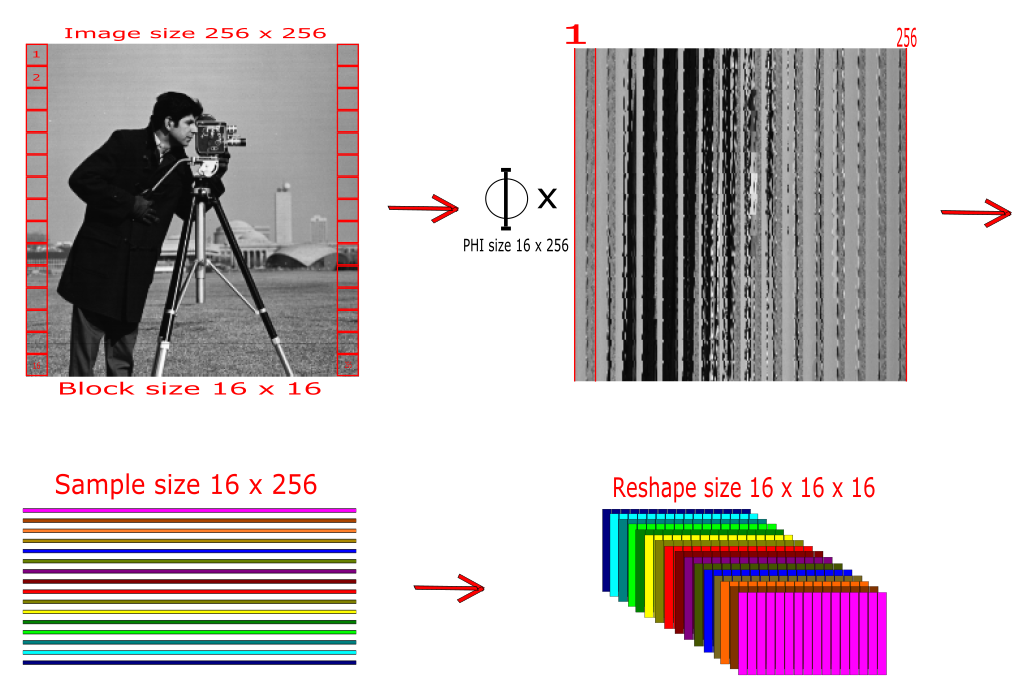 Image size 256 x 256
1
2
Block size 16 x 16
Φ x
PHI size 16 x 256
1
256
Sample size 16 x 256
Reshape size 16 x 16 x 16